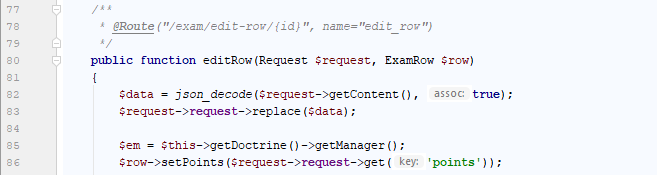 77 /**
78 * @Route("/exam/edit-row/{id}", name="edit_row")
79 */
80 public function editRow(Request $request, ExamRow $row)
81 {
82 $data = json_decode($request->getContent(), assoc: true);
83 $request->request->replace($data);
84
85 $em = $this->getDoctrine()->getManager();
86 $row->setPoints($request->request->get( key: 'points'));